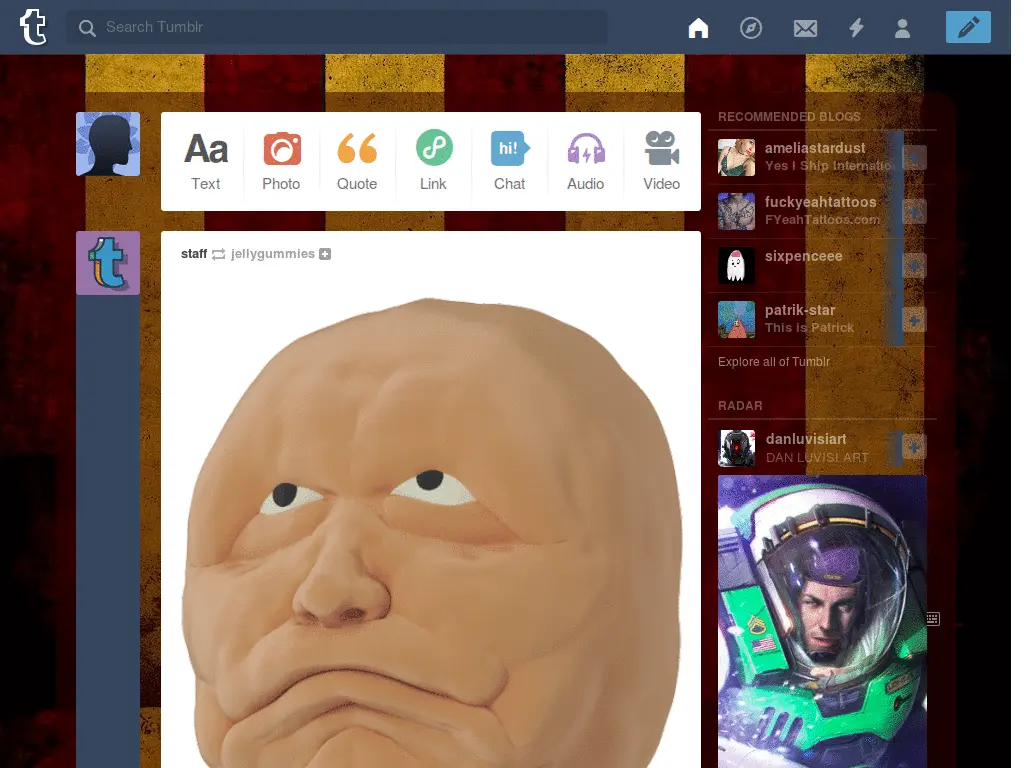 Search Tumblr
Aa
hi!
Text
Photo
Quote
Link
Chat
Audio
Video
staff jellygummies
RECOMMENDED BLOGS
ameliastardust
Yes I Ship Internatio
fuckyeahtattoos
FYeahTattoos.com
sixpenceee
patrik-star
This is Patrick
Explore all of Tumblr
RADAR
danluvisiart
DAN LUVISI ART